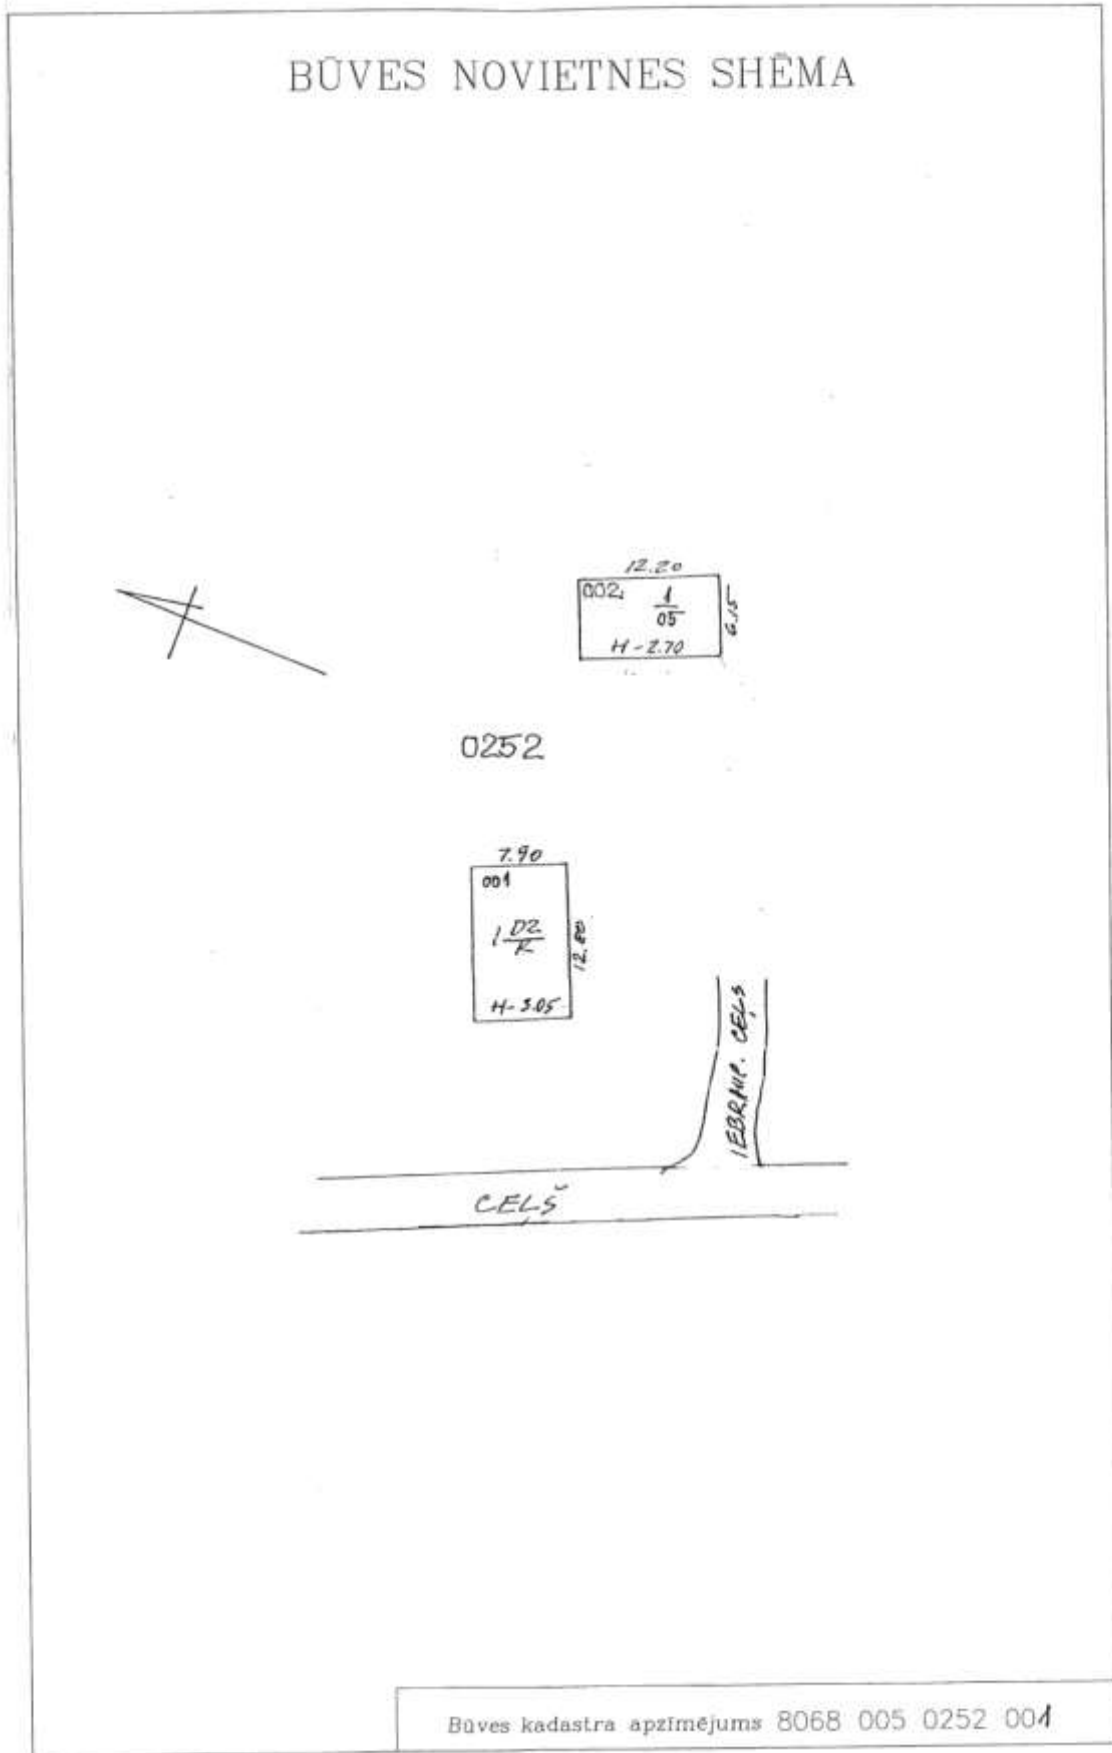 BŪVES NOVIETNES SHĒMA
12.20
002
1
05
6.15
H-2.70
0252
7.90
001
1 DZ
K
12.80
H-3.05
IEBRAUC. CEĻŠ
CEĻŠ
Būves kadastra apzīmējums 8068 005 0252 001